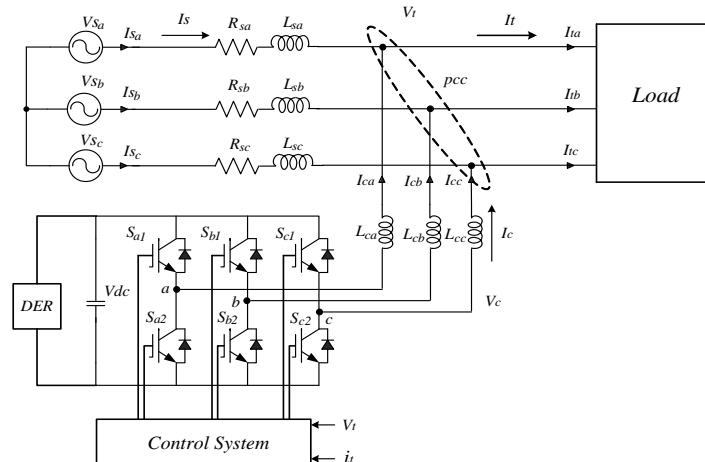 Vsa Isa Is Rsa Lsa Vt It Ita
pcc
Vsb Isb Rsb Lsb Itb Load
Vsc Isc Rsc Lsc Itc
Ica Icb Icc
Sa1 Sb1 Sc1 Lca Lcb Lcc Ic
DER Vdc a b c Vc
Sa2 Sb2 Sc2
Control System Vt
it